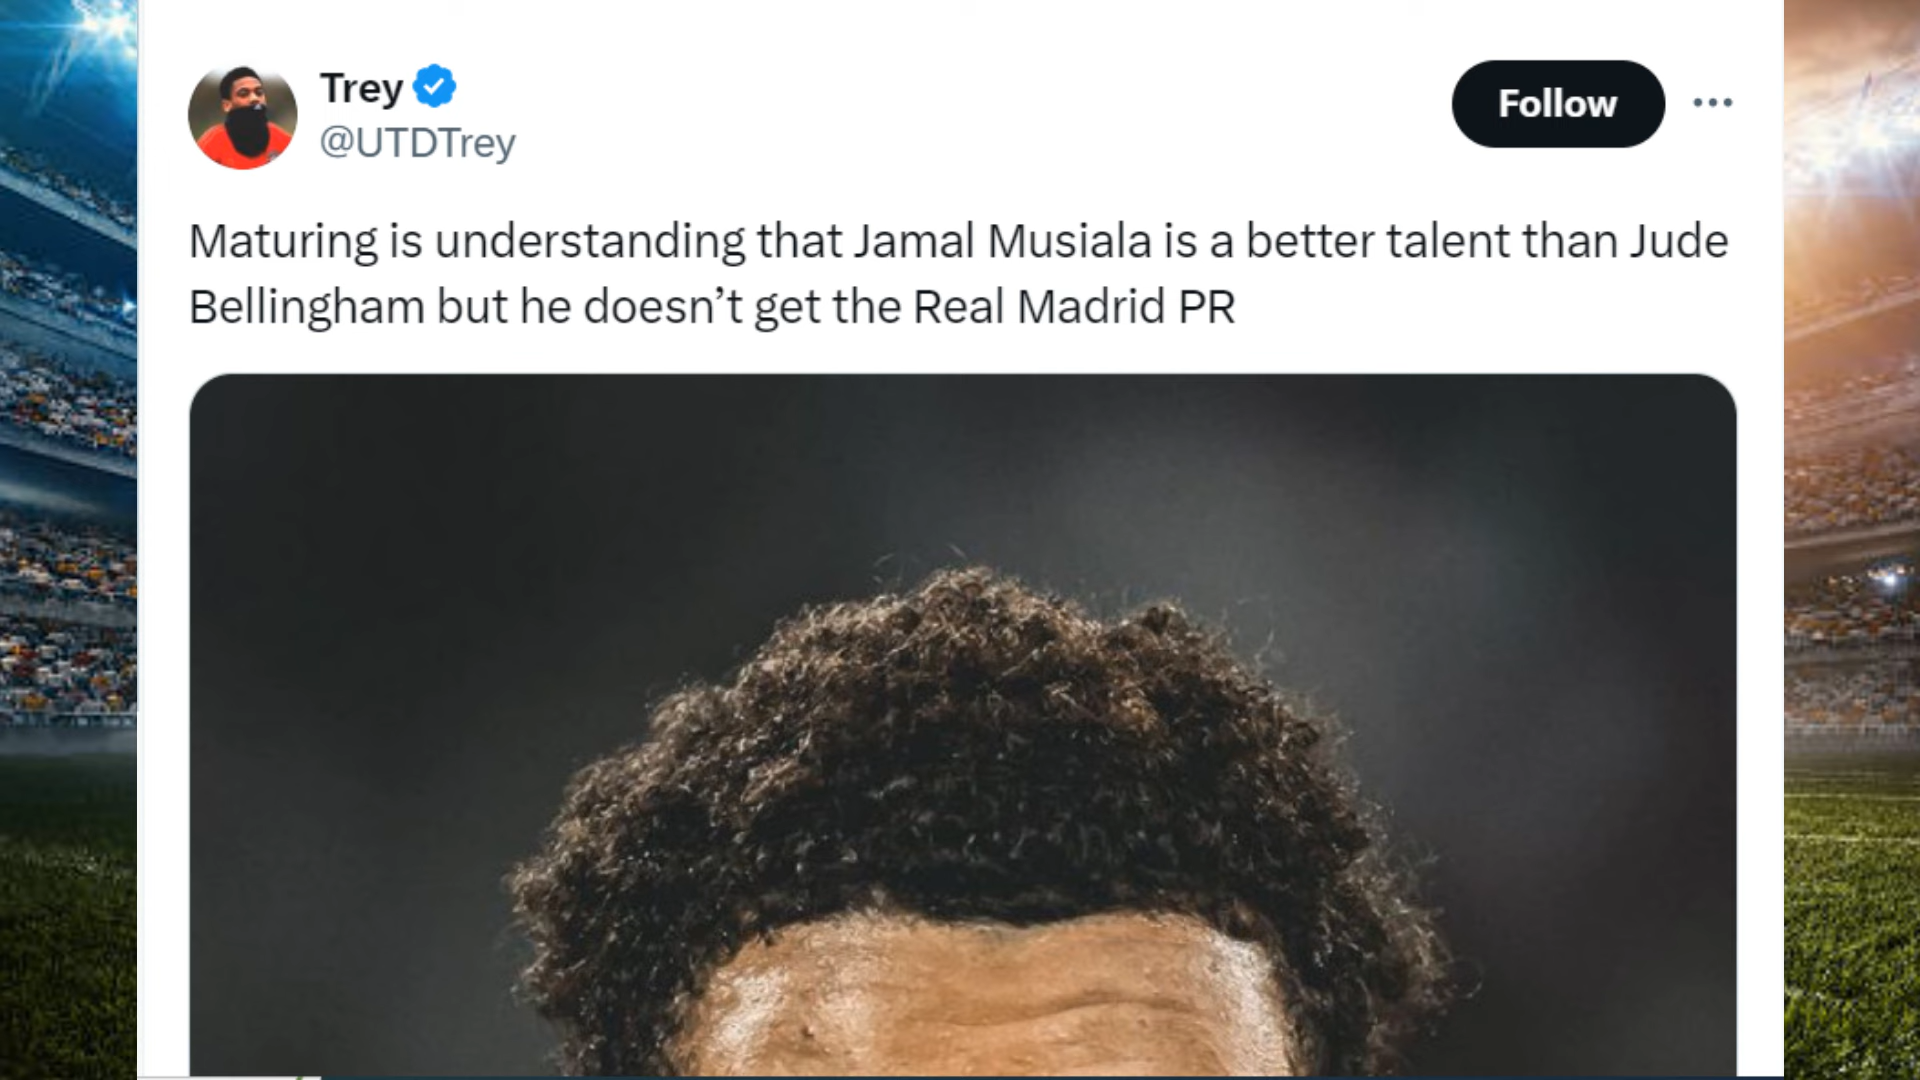 Trey
@UTDTrey
Follow
Maturing is understanding that Jamal Musiala is a better talent than Jude
Bellingham but he doesn’t get the Real Madrid PR